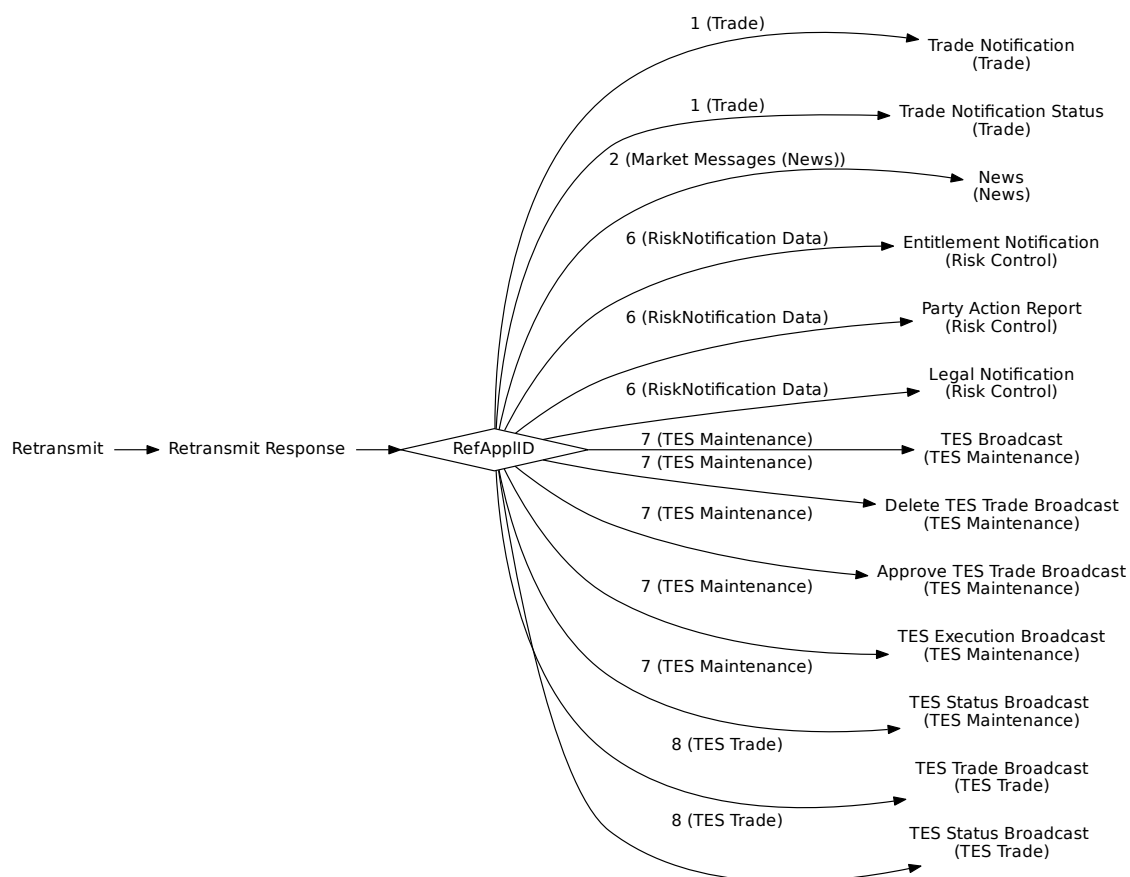 1 (Trade)
Trade Notification
(Trade)
1 (Trade)
Trade Notification Status
(Trade)
2 (Market Messages (News))
News
(News)
6 (RiskNotification Data)
Entitlement Notification
(Risk Control)
6 (RiskNotification Data)
Party Action Report
(Risk Control)
6 (RiskNotification Data)
Legal Notification
(Risk Control)
Retransmit
Retransmit Response
RefApplID
7 (TES Maintenance)
TES Broadcast
(TES Maintenance)
7 (TES Maintenance)
Delete TES Trade Broadcast
(TES Maintenance)
7 (TES Maintenance)
Approve TES Trade Broadcast
(TES Maintenance)
7 (TES Maintenance)
TES Execution Broadcast
(TES Maintenance)
7 (TES Maintenance)
TES Status Broadcast
(TES Maintenance)
8 (TES Trade)
TES Trade Broadcast
(TES Trade)
8 (TES Trade)
TES Status Broadcast
(TES Trade)